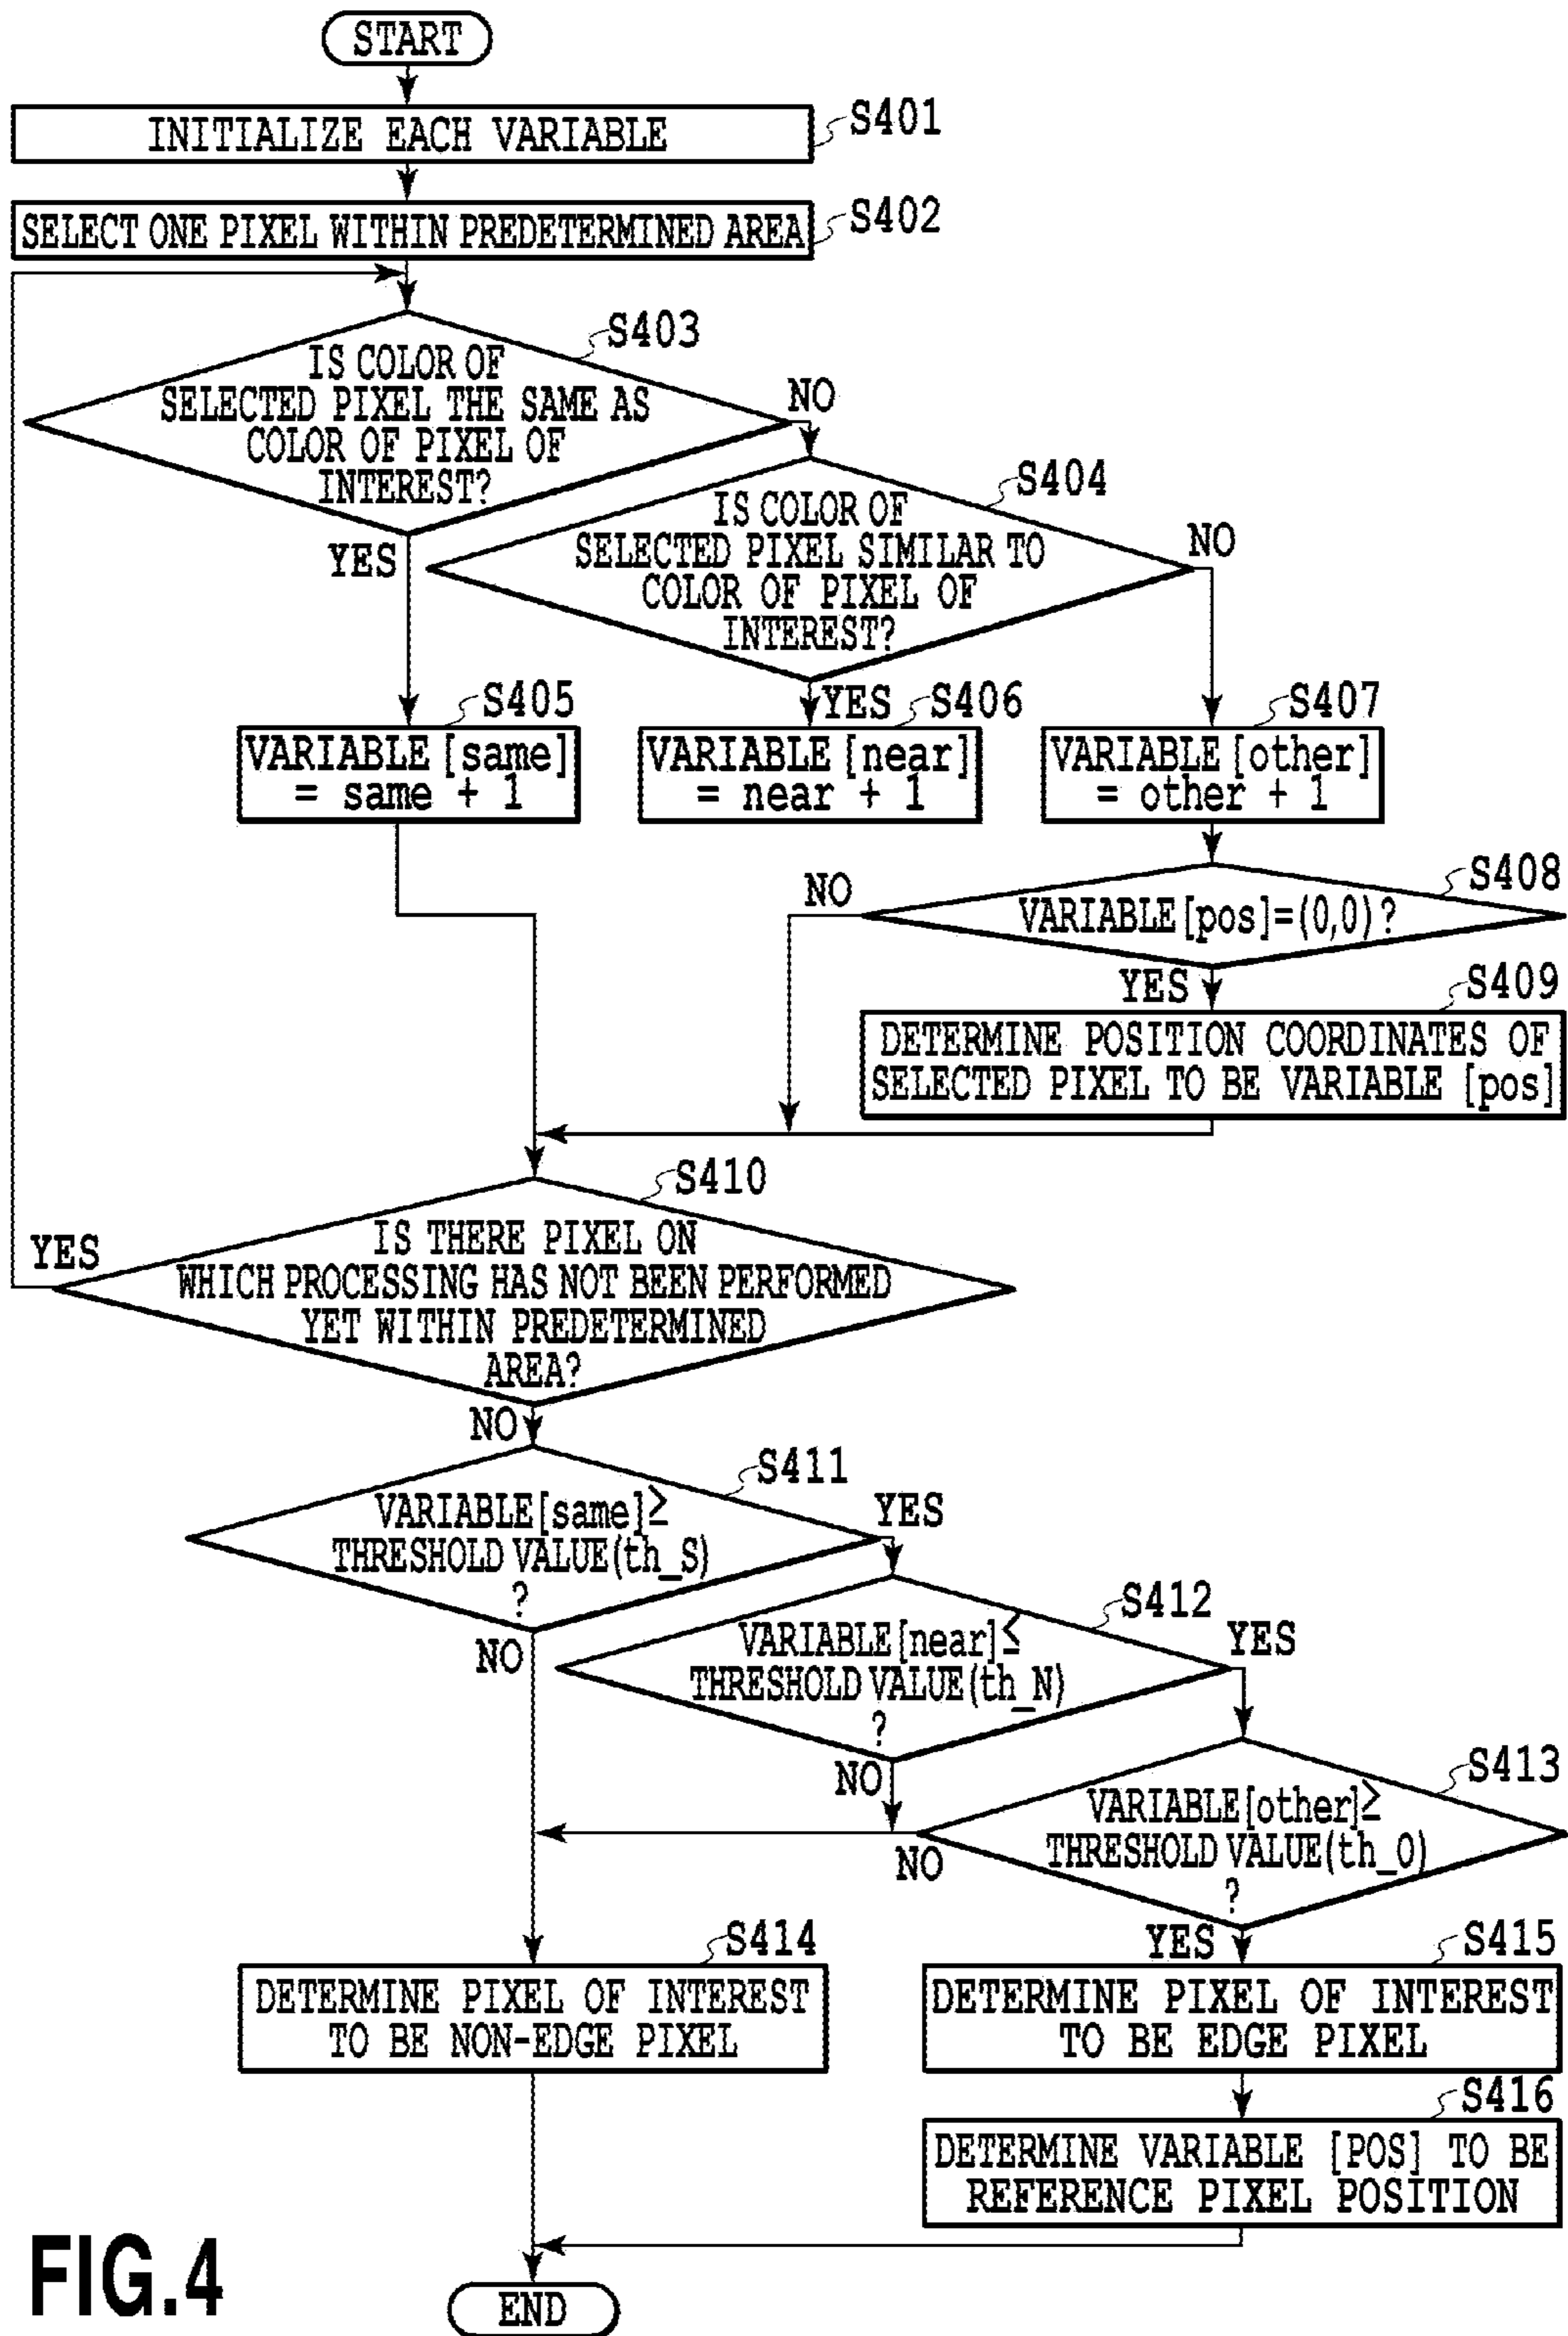 START
INITIALIZE EACH VARIABLE
S401
SELECT ONE PIXEL WITHIN PREDETERMINED AREA
S402
S403
IS COLOR OF
SELECTED PIXEL THE SAME AS
COLOR OF PIXEL OF
INTEREST?
NO
YES
S404
IS COLOR OF
SELECTED PIXEL SIMILAR TO
COLOR OF PIXEL OF
INTEREST?
NO
YES
S405
VARIABLE [same]
= same + 1
S406
VARIABLE [near]
= near + 1
S407
VARIABLE [other]
= other + 1
S408
VARIABLE[pos]=(0,0)?
NO
YES
S409
DETERMINE POSITION COORDINATES OF
SELECTED PIXEL TO BE VARIABLE [pos]
S410
IS THERE PIXEL ON
WHICH PROCESSING HAS NOT BEEN PERFORMED
YET WITHIN PREDETERMINED
AREA?
YES
NO
S411
VARIABLE[same]≥
THRESHOLD VALUE(th_S)
?
YES
NO
S412
VARIABLE[near]≤
THRESHOLD VALUE(th_N)
?
YES
NO
S413
VARIABLE[other]≥
THRESHOLD VALUE(th_O)
?
NO
YES
S414
DETERMINE PIXEL OF INTEREST
TO BE NON-EDGE PIXEL
S415
DETERMINE PIXEL OF INTEREST
TO BE EDGE PIXEL
S416
DETERMINE VARIABLE [POS] TO BE
REFERENCE PIXEL POSITION
END
FIG.4